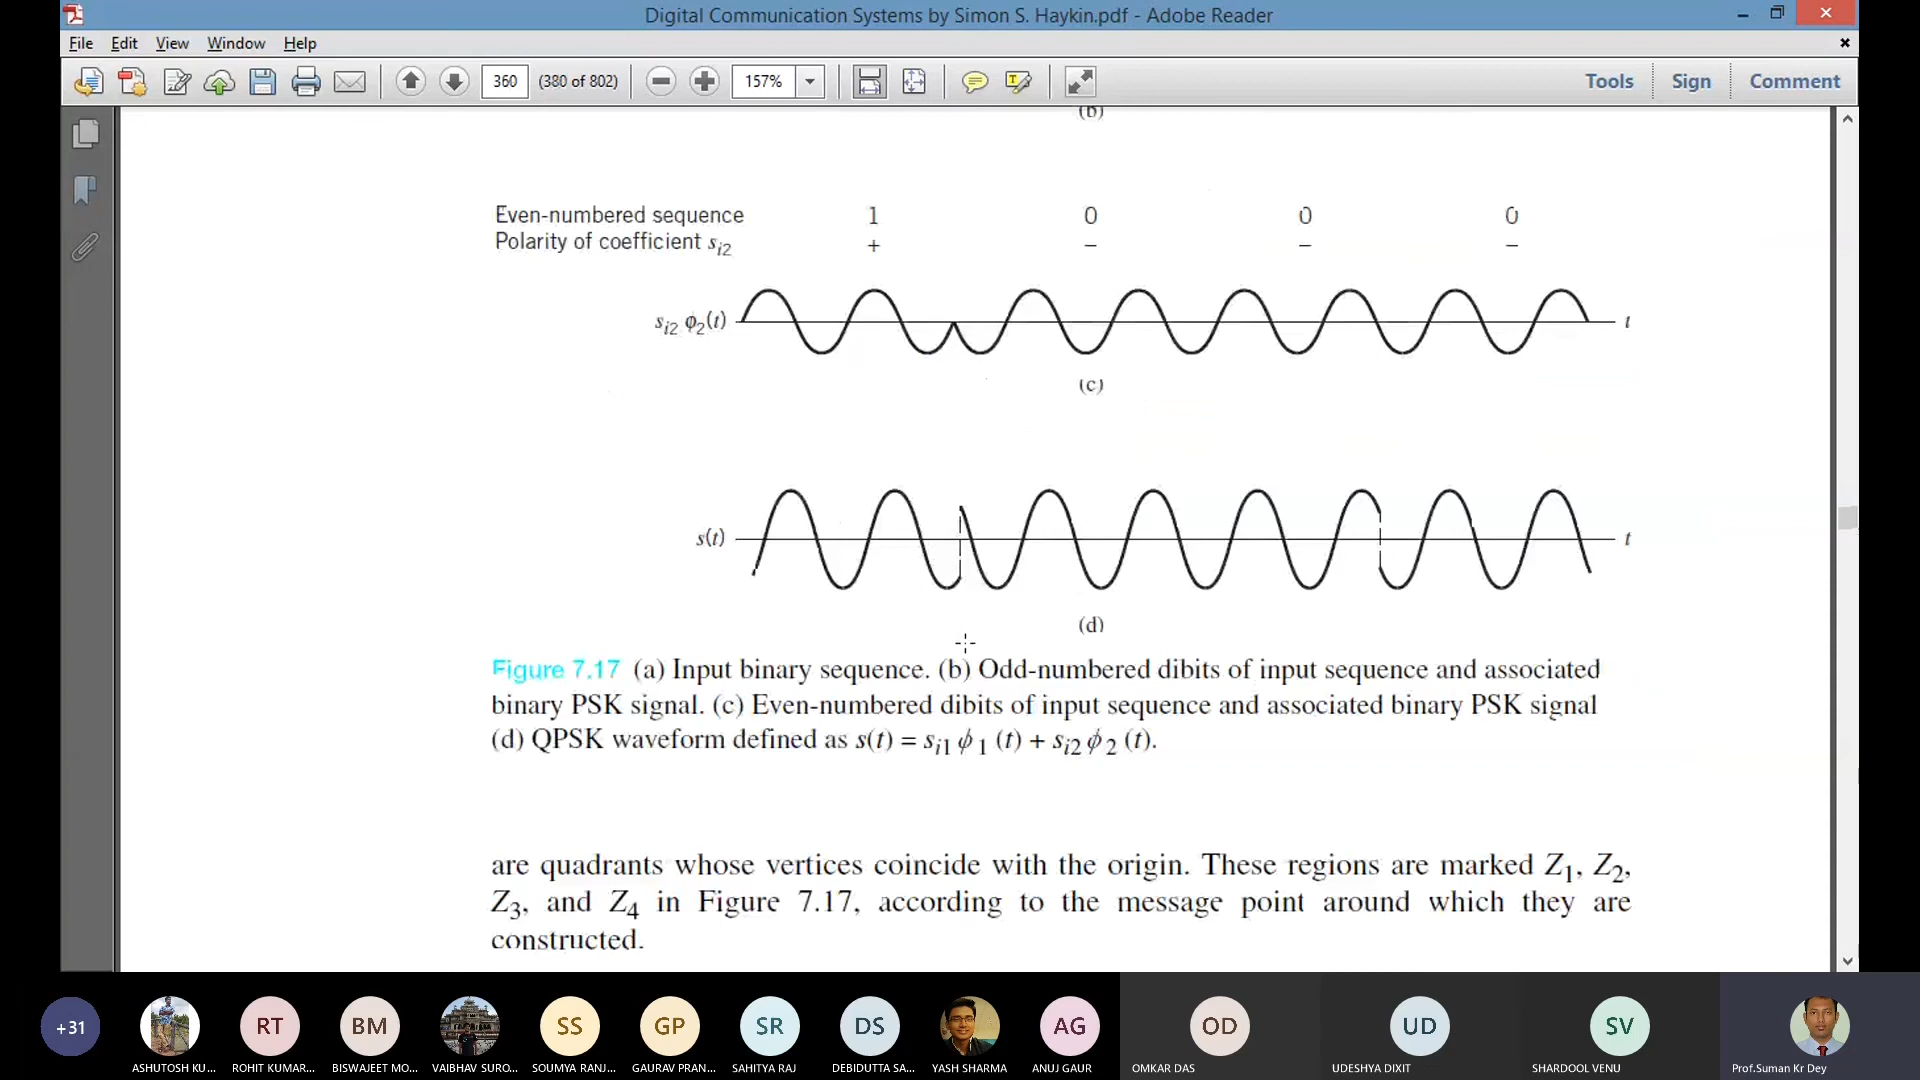 Digital Communication Systems by Simon S. Haykin.pdf - Adobe Reader
File Edit View Window Help
360 (380 of 802) 157% Tools Sign Comment
(b)
Even-numbered sequence 1 0 0 0
Polarity of coefficient si2 + − − −
si2 ϕ2(t) t
(c)
s(t) t
(d)
Figure 7.17 (a) Input binary sequence. (b) Odd-numbered dibits of input sequence and associated
binary PSK signal. (c) Even-numbered dibits of input sequence and associated binary PSK signal
(d) QPSK waveform defined as s(t) = si1 ϕ1 (t) + si2 ϕ2 (t).
are quadrants whose vertices coincide with the origin. These regions are marked Z1, Z2,
Z3, and Z4 in Figure 7.17, according to the message point around which they are
constructed.
+31 RT BM SS GP SR DS AG OD UD SV
ASHUTOSH KU... ROHIT KUMAR... BISWAJEET MO... VAIBHAV SURO... SOUMYA RANJ... GAURAV PRAN... SAHITYA RAJ DEBIDUTTA SA... YASH SHARMA ANUJ GAUR OMKAR DAS UDESHYA DIXIT SHARDOOL VENU Prof.Suman Kr Dey